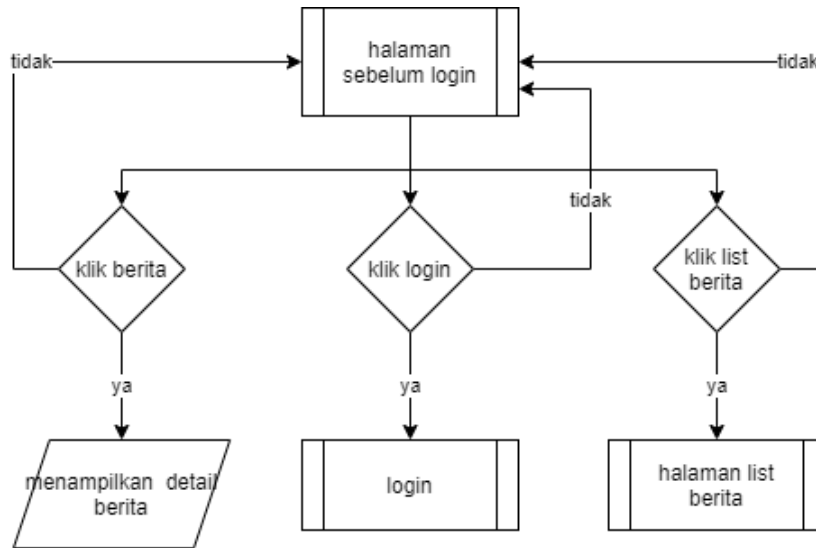 halaman
sebelum login
tidak
tidak
tidak
klik berita
klik login
klik list
berita
ya
ya
ya
menampilkan detail
berita
login
halaman list
berita